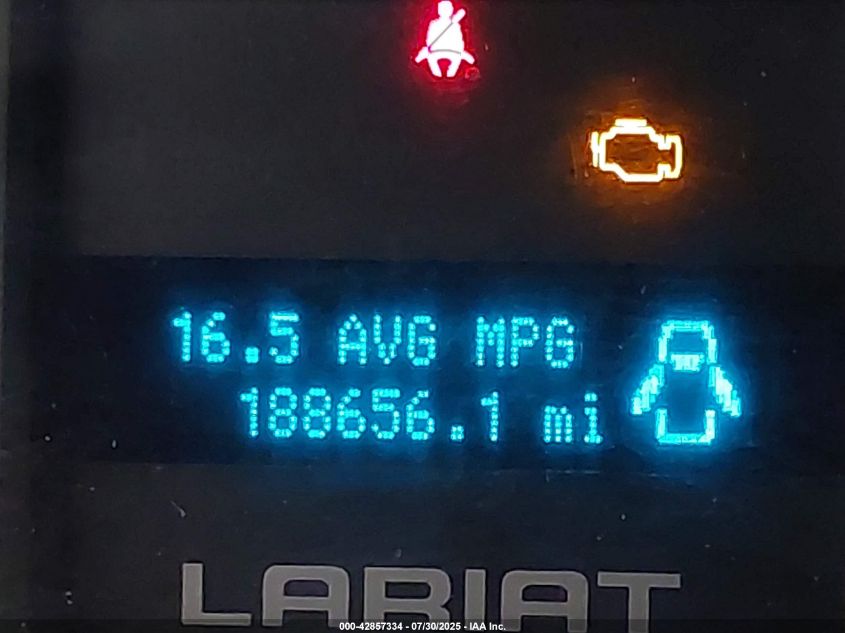 16.5 AVG MPG
188656.1 mi
LARIAT
000-42857334 - 07/30/2025 - IAA Inc.